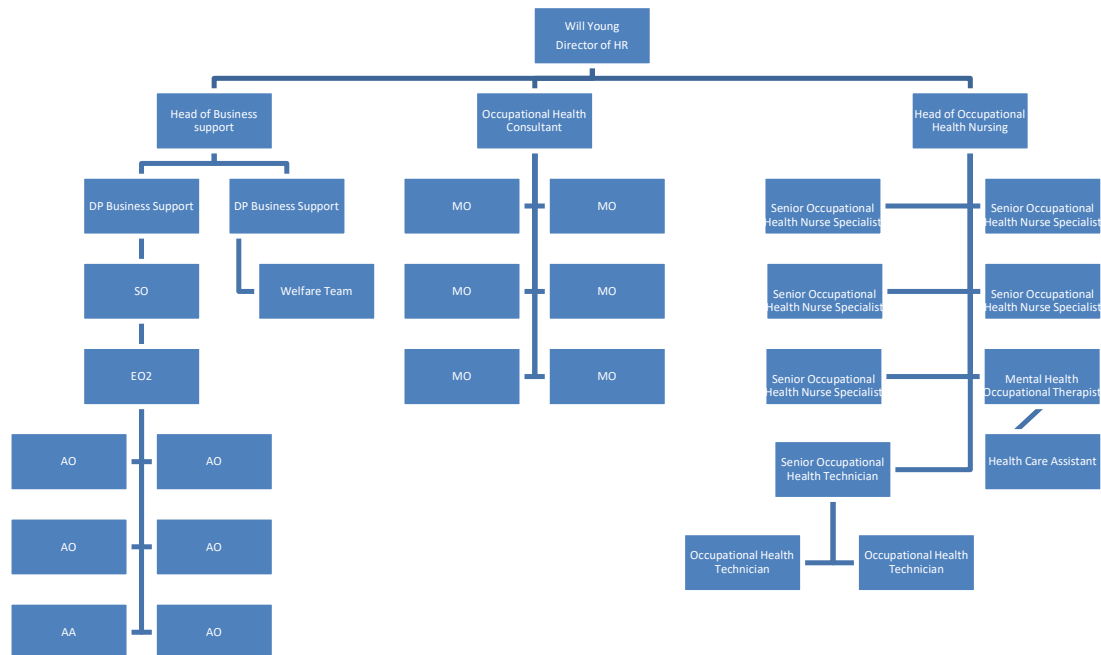 Will Young
Director of HR
Head of Business
support
Occupational Health
Consultant
Head of Occupational
Health Nursing
DP Business Support
DP Business Support
MO
MO
Senior Occupational
Health Nurse Specialist
Senior Occupational
Health Nurse Specialist
SO
Welfare Team
MO
MO
Senior Occupational
Health Nurse Specialist
Senior Occupational
Health Nurse Specialist
EO2
MO
MO
Senior Occupational
Health Nurse Specialist
Mental Health
Occupational Therapist
AO
AO
Senior Occupational
Health Technician
Health Care Assistant
AO
AO
Occupational Health
Technician
Occupational Health
Technician
AA
AO